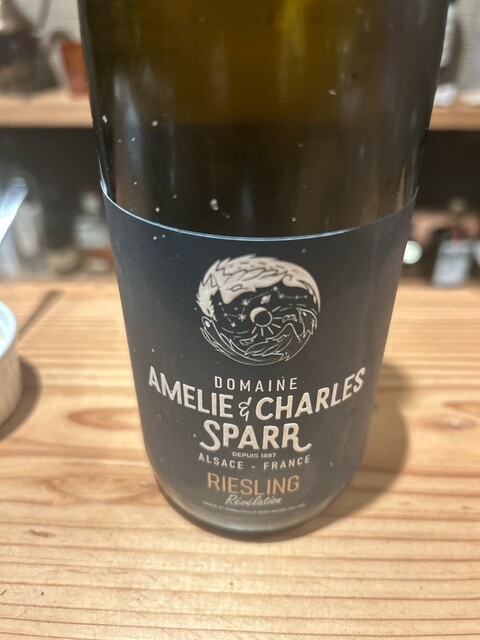 DOMAINE
AMELIE & CHARLES
SPARR
DEPUIS 1887
ALSACE - FRANCE
RIESLING
Révélation